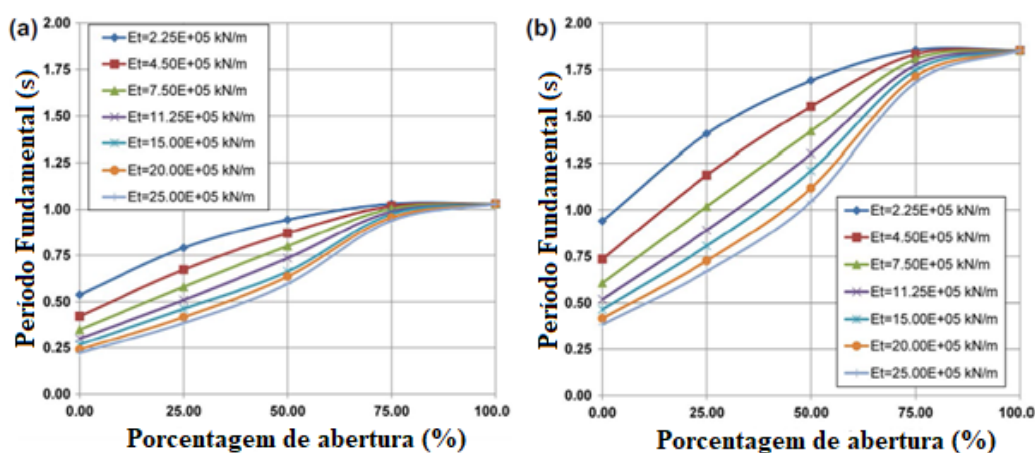 (a)
Período Fundamental (s)
2.00
1.75
1.50
1.25
1.00
0.75
0.50
0.25
0.00
Et=2.25E+05 kN/m
Et=4.50E+05 kN/m
Et=7.50E+05 kN/m
Et=11.25E+05 kN/m
Et=15.00E+05 kN/m
Et=20.00E+05 kN/m
Et=25.00E+05 kN/m
0.00 25.00 50.00 75.00 100.0
Porcentagem de abertura (%)
(b)
Período Fundamental (s)
2.00
1.75
1.50
1.25
1.00
0.75
0.50
0.25
0.00
Et=2.25E+05 kN/m
Et=4.50E+05 kN/m
Et=7.50E+05 kN/m
Et=11.25E+05 kN/m
Et=15.00E+05 kN/m
Et=20.00E+05 kN/m
Et=25.00E+05 kN/m
0.00 25.00 50.00 75.00 100.0
Porcentagem de abertura (%)